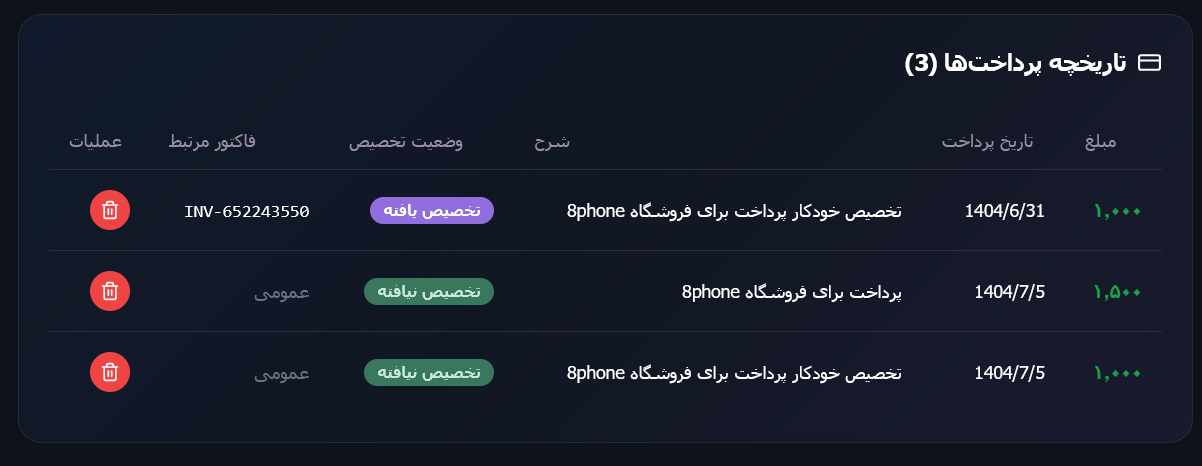 تاریخچه پرداخت‌ها (3)
مبلغ تاریخ پرداخت شرح وضعیت تخصیص فاکتور مرتبط عملیات
۱,۰۰۰ 1404/6/31 تخصیص خودکار پرداخت برای فروشگاه 8phone تخصیص یافته INV-652243550
۱,۵۰۰ 1404/7/5 پرداخت برای فروشگاه 8phone تخصیص نیافته عمومی
۱,۰۰۰ 1404/7/5 تخصیص خودکار پرداخت برای فروشگاه 8phone تخصیص نیافته عمومی